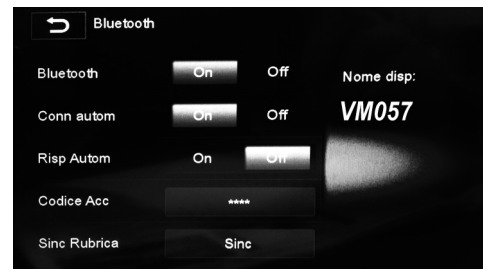 Bluetooth
Bluetooth On Off
Nome disp:
VM057
Conn autom On Off
Risp Autom On Off
Codice Acc ****
Sinc Rubrica Sinc